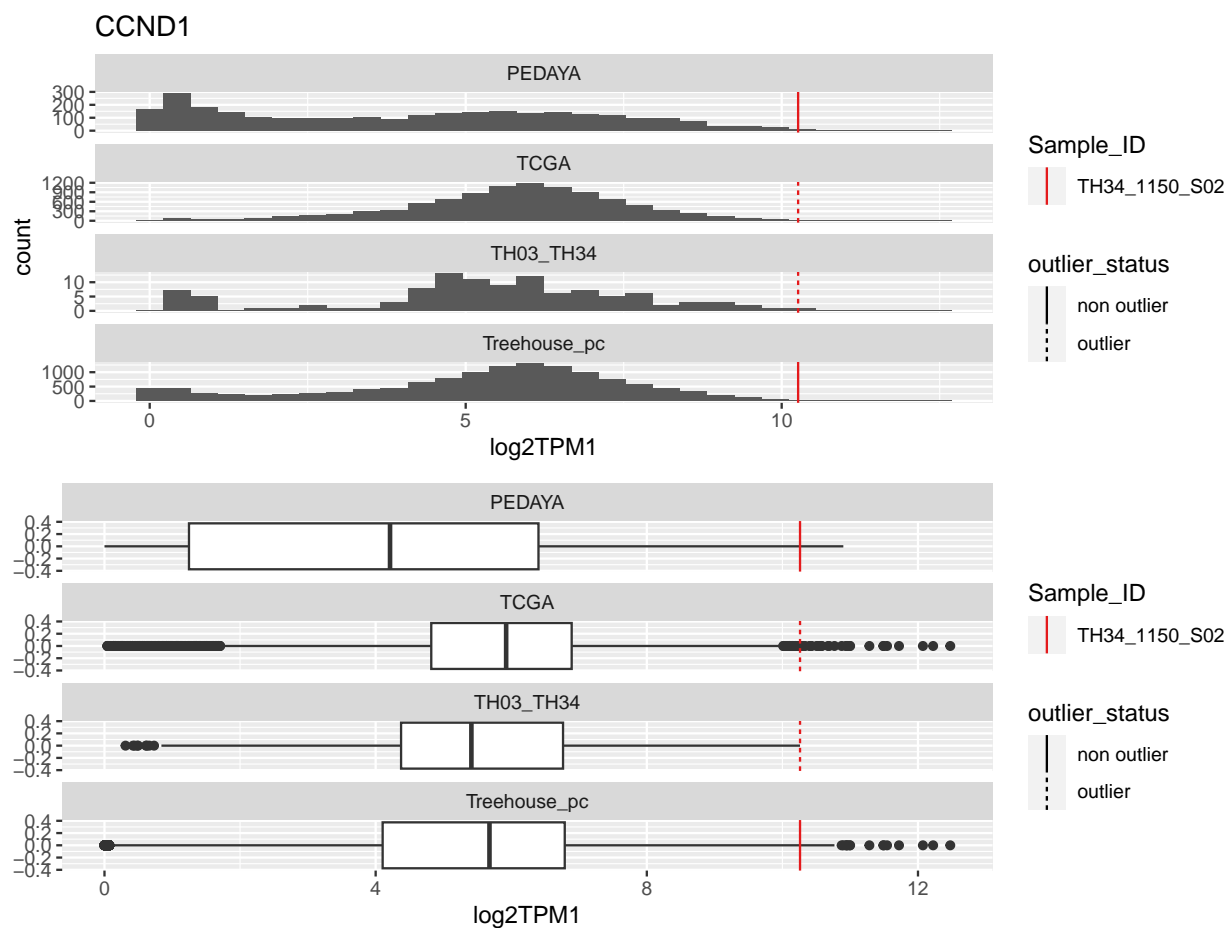 CCND1
PEDAYA
300
200
100
0
TCGA
1200
900
600
300
0
TH03_TH34
10
5
0
Treehouse_pc
1000
500
0
count
0 5 10
log2TPM1
Sample_ID
TH34_1150_S02
outlier_status
non outlier
outlier
PEDAYA
0.4
0.2
0.0
−0.2
−0.4
TCGA
0.4
0.2
0.0
−0.2
−0.4
TH03_TH34
0.4
0.2
0.0
−0.2
−0.4
Treehouse_pc
0.4
0.2
0.0
−0.2
−0.4
0 4 8 12
log2TPM1
Sample_ID
TH34_1150_S02
outlier_status
non outlier
outlier